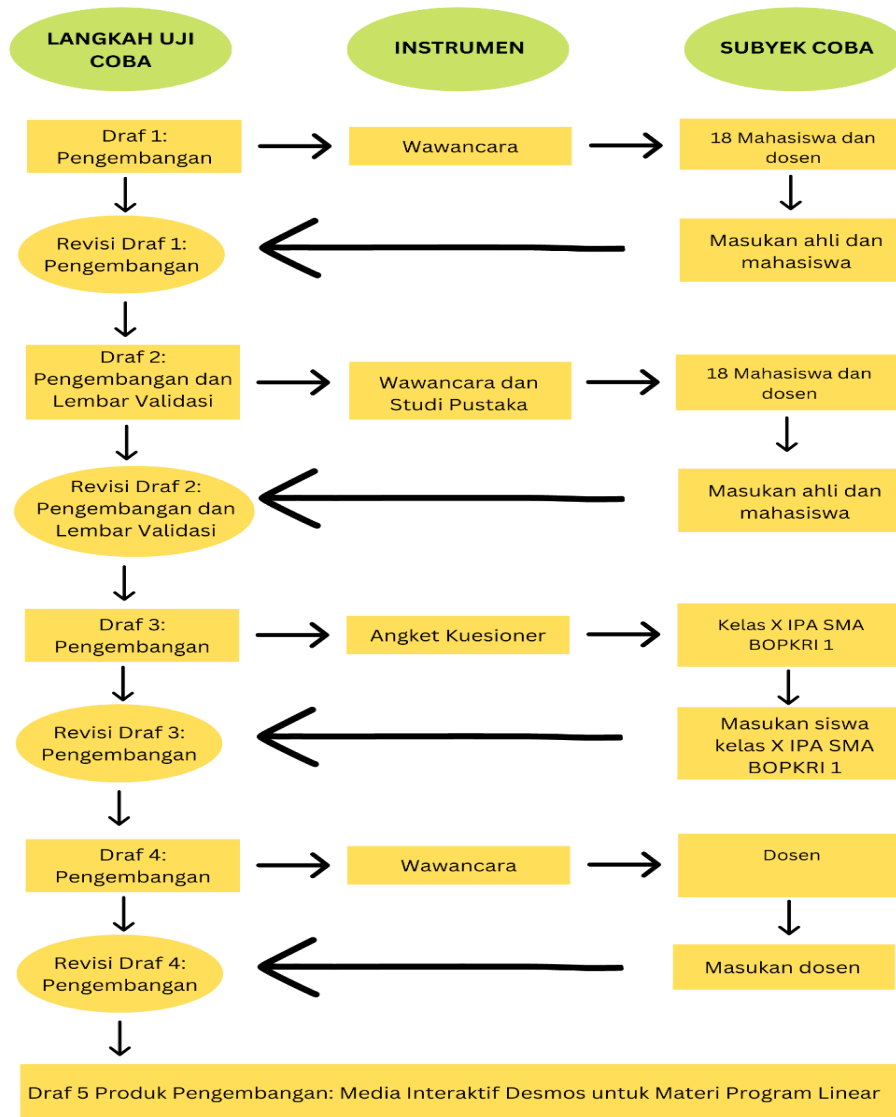 LANGKAH UJI
COBA
INSTRUMEN
SUBYEK COBA
Draf 1:
Pengembangan
Wawancara
18 Mahasiswa dan
dosen
Revisi Draf 1:
Pengembangan
Masukan ahli dan
mahasiswa
Draf 2:
Pengembangan dan
Lembar Validasi
Wawancara dan
Studi Pustaka
18 Mahasiswa dan
dosen
Revisi Draf 2:
Pengembangan dan
Lembar Validasi
Masukan ahli dan
mahasiswa
Draf 3:
Pengembangan
Angket Kuesioner
Kelas X IPA SMA
BOPKRI 1
Revisi Draf 3:
Pengembangan
Masukan siswa
kelas X IPA SMA
BOPKRI 1
Draf 4:
Pengembangan
Wawancara
Dosen
Revisi Draf 4:
Pengembangan
Masukan dosen
Draf 5 Produk Pengembangan: Media Interaktif Desmos untuk Materi Program Linear